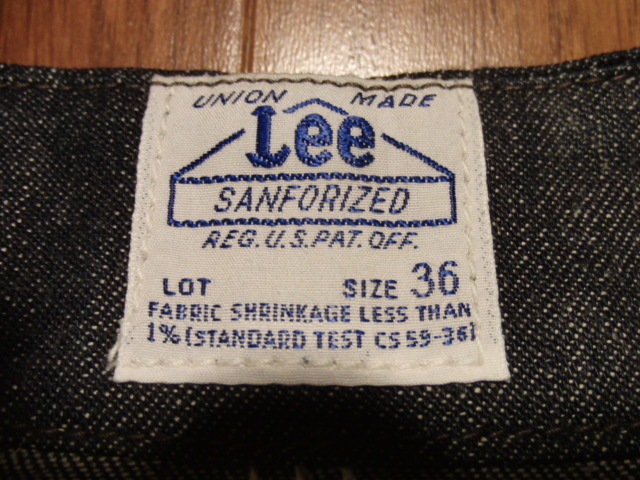 UNION MADE
Lee
SANFORIZED
REG. U.S. PAT. OFF.
LOT SIZE 36
FABRIC SHRINKAGE LESS THAN
1% (STANDARD TEST CS 59-36)